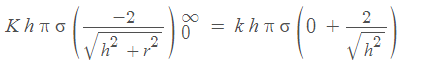 K h π σ ( −2 / √(h² + r²) ) ∞ 0 = k h π σ ( 0 + 2 / √(h²) )